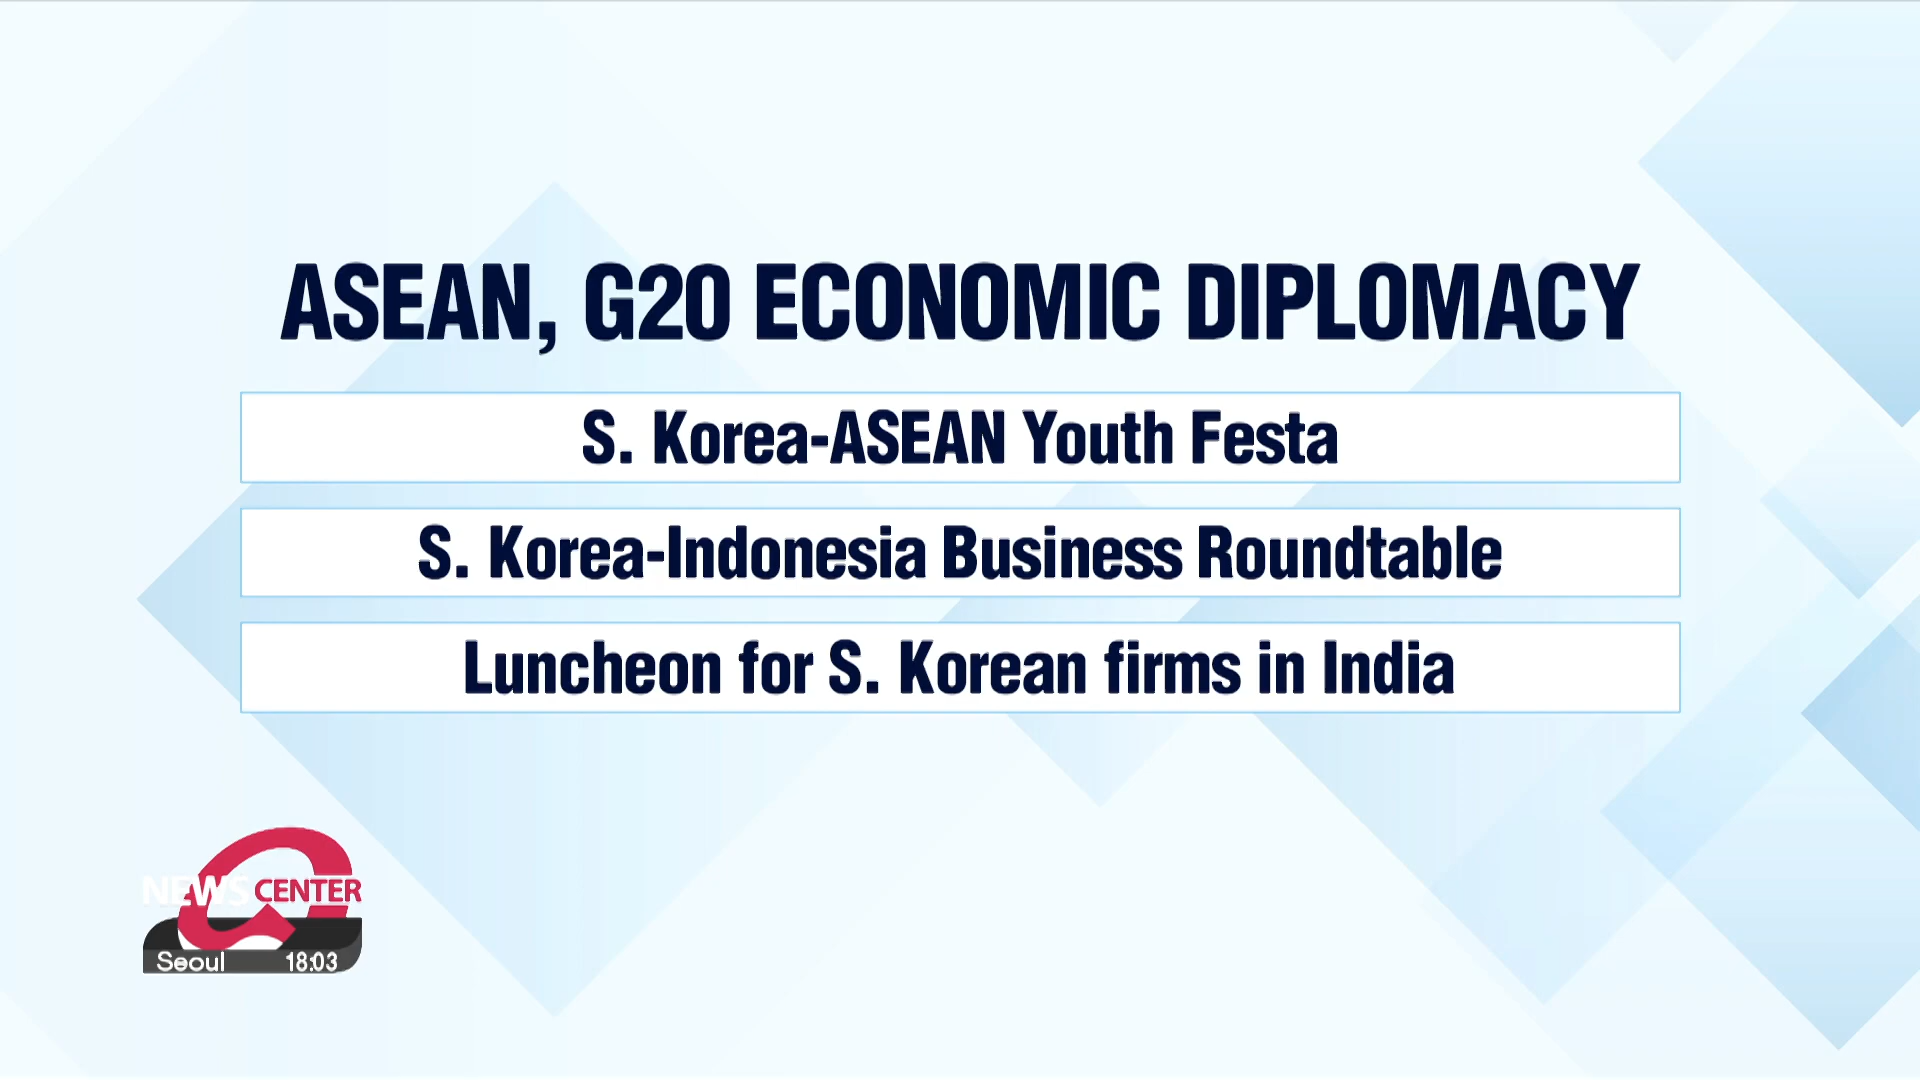 ASEAN, G20 ECONOMIC DIPLOMACY
S. Korea-ASEAN Youth Festa
S. Korea-Indonesia Business Roundtable
Luncheon for S. Korean firms in India
NEWS CENTER
Seoul 18:03